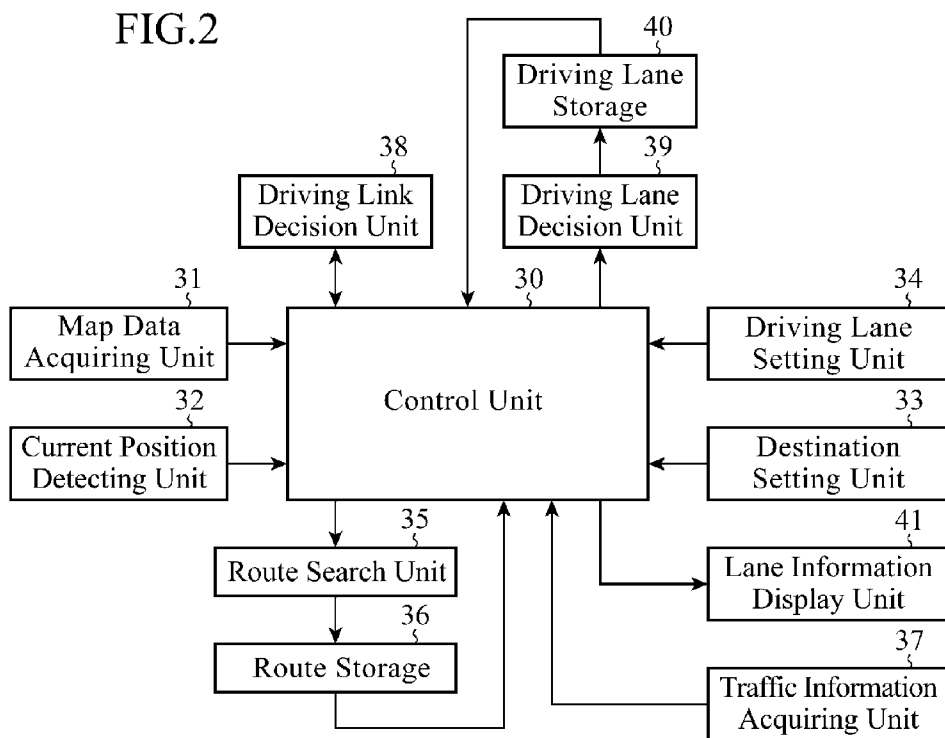 FIG.2
40
Driving Lane
Storage
38
39
Driving Link
Decision Unit
Driving Lane
Decision Unit
31
30
34
Map Data
Acquiring Unit
Driving Lane
Setting Unit
Control Unit
32
33
Current Position
Detecting Unit
Destination
Setting Unit
35
41
Route Search Unit
Lane Information
Display Unit
36
37
Route Storage
Traffic Information
Acquiring Unit